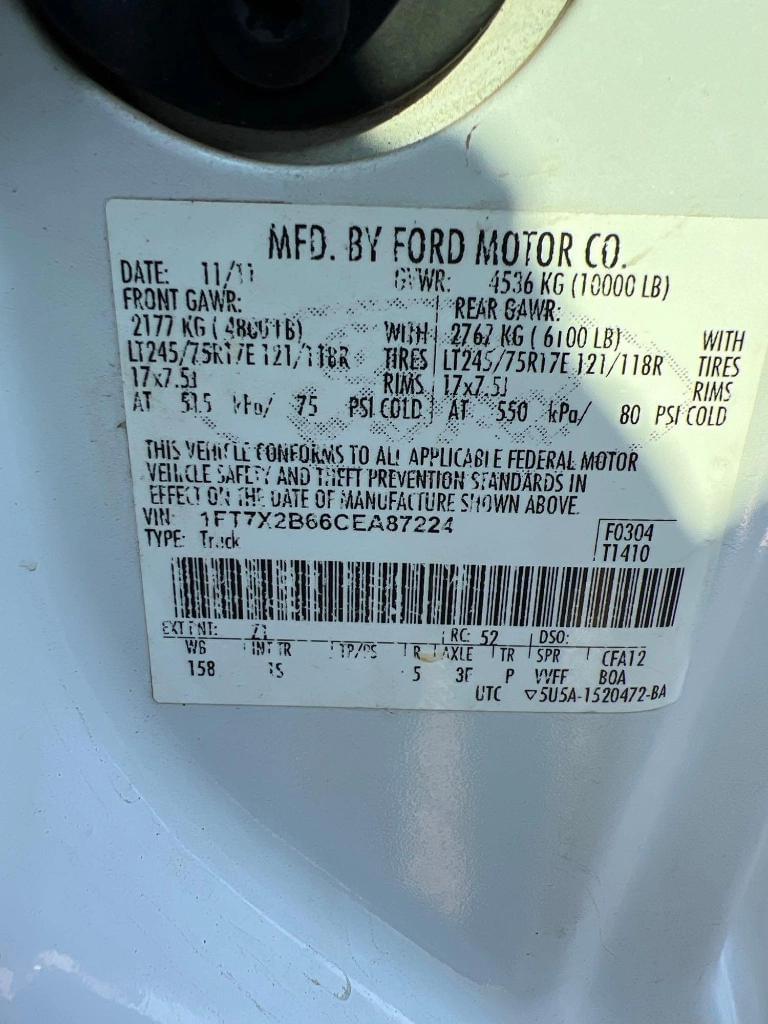 MFD. BY FORD MOTOR CO.
DATE: 11/11 GVWR: 4536 KG (10000 LB)
FRONT GAWR: REAR GAWR:
2177 KG (4800 LB) WITH 2767 KG (6100 LB) WITH
LT245/75R17E 121/118R TIRES LT245/75R17E 121/118R TIRES
17x7.5J RIMS 17x7.5J RIMS
AT 515 kPa/ 75 PSI COLD AT 550 kPa/ 80 PSI COLD
THIS VEHICLE CONFORMS TO ALL APPLICABLE FEDERAL MOTOR
VEHICLE SAFETY AND THEFT PREVENTION STANDARDS IN
EFFECT ON THE DATE OF MANUFACTURE SHOWN ABOVE.
VIN: 1FT7X2B66CEA87224 F0304
TYPE: Truck T1410
EXT PNT: Z1 RC: 52 DSO:
WB INT TR TP/PS R AXLE TR SPR CFA12
158 1S 5 3F P VVFF BOA
UTC ▽5U5A-1520472-BA